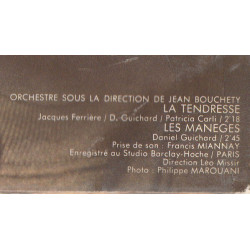 ORCHESTRE SOUS LA DIRECTION DE JEAN BOUCHETY
LA TENDRESSE
Jacques Ferrière / D. Guichard / Patricia Carli / 2'18
LES MANEGES
Daniel Guichard / 2'45
Prise de son : Francis MIANNAY
Enregistré au Studio Barclay-Hoche / PARIS
Direction Léo Missir
Photo : Philippe MAROUANI